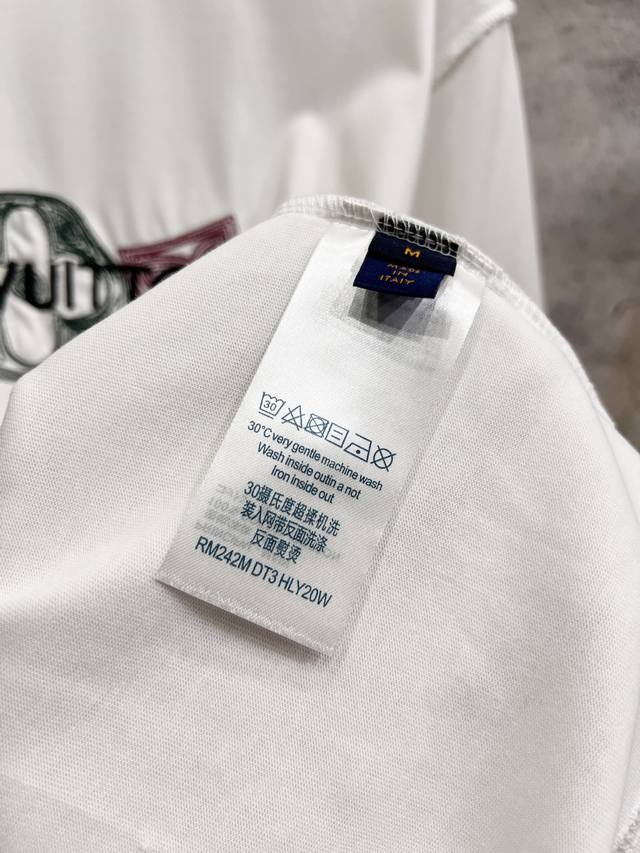 VUITTO
M
MADE
IN
ITALY
30
30°C very gentle machine wash
Wash inside outin a not
Iron inside out
30摄氏度超揉机洗
装入网带反面洗涤
反面熨烫
RM242M DT3 HLY20W